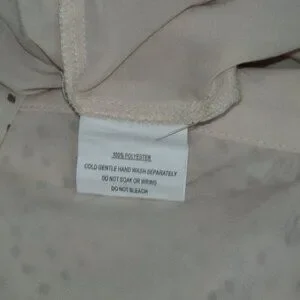 100% POLYESTER
COLD GENTLE HAND WASH SEPARATELY
DO NOT SOAK OR WRING
DO NOT BLEACH